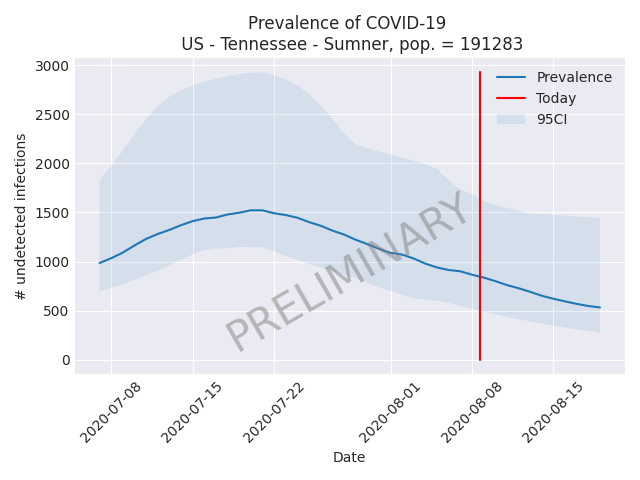 Prevalence of COVID-19
US - Tennessee - Sumner, pop. = 191283
3000
2500
2000
1500
1000
500
0
# undetected infections
Prevalence
Today
95CI
PRELIMINARY
2020-07-08
2020-07-15
2020-07-22
2020-08-01
2020-08-08
2020-08-15
Date